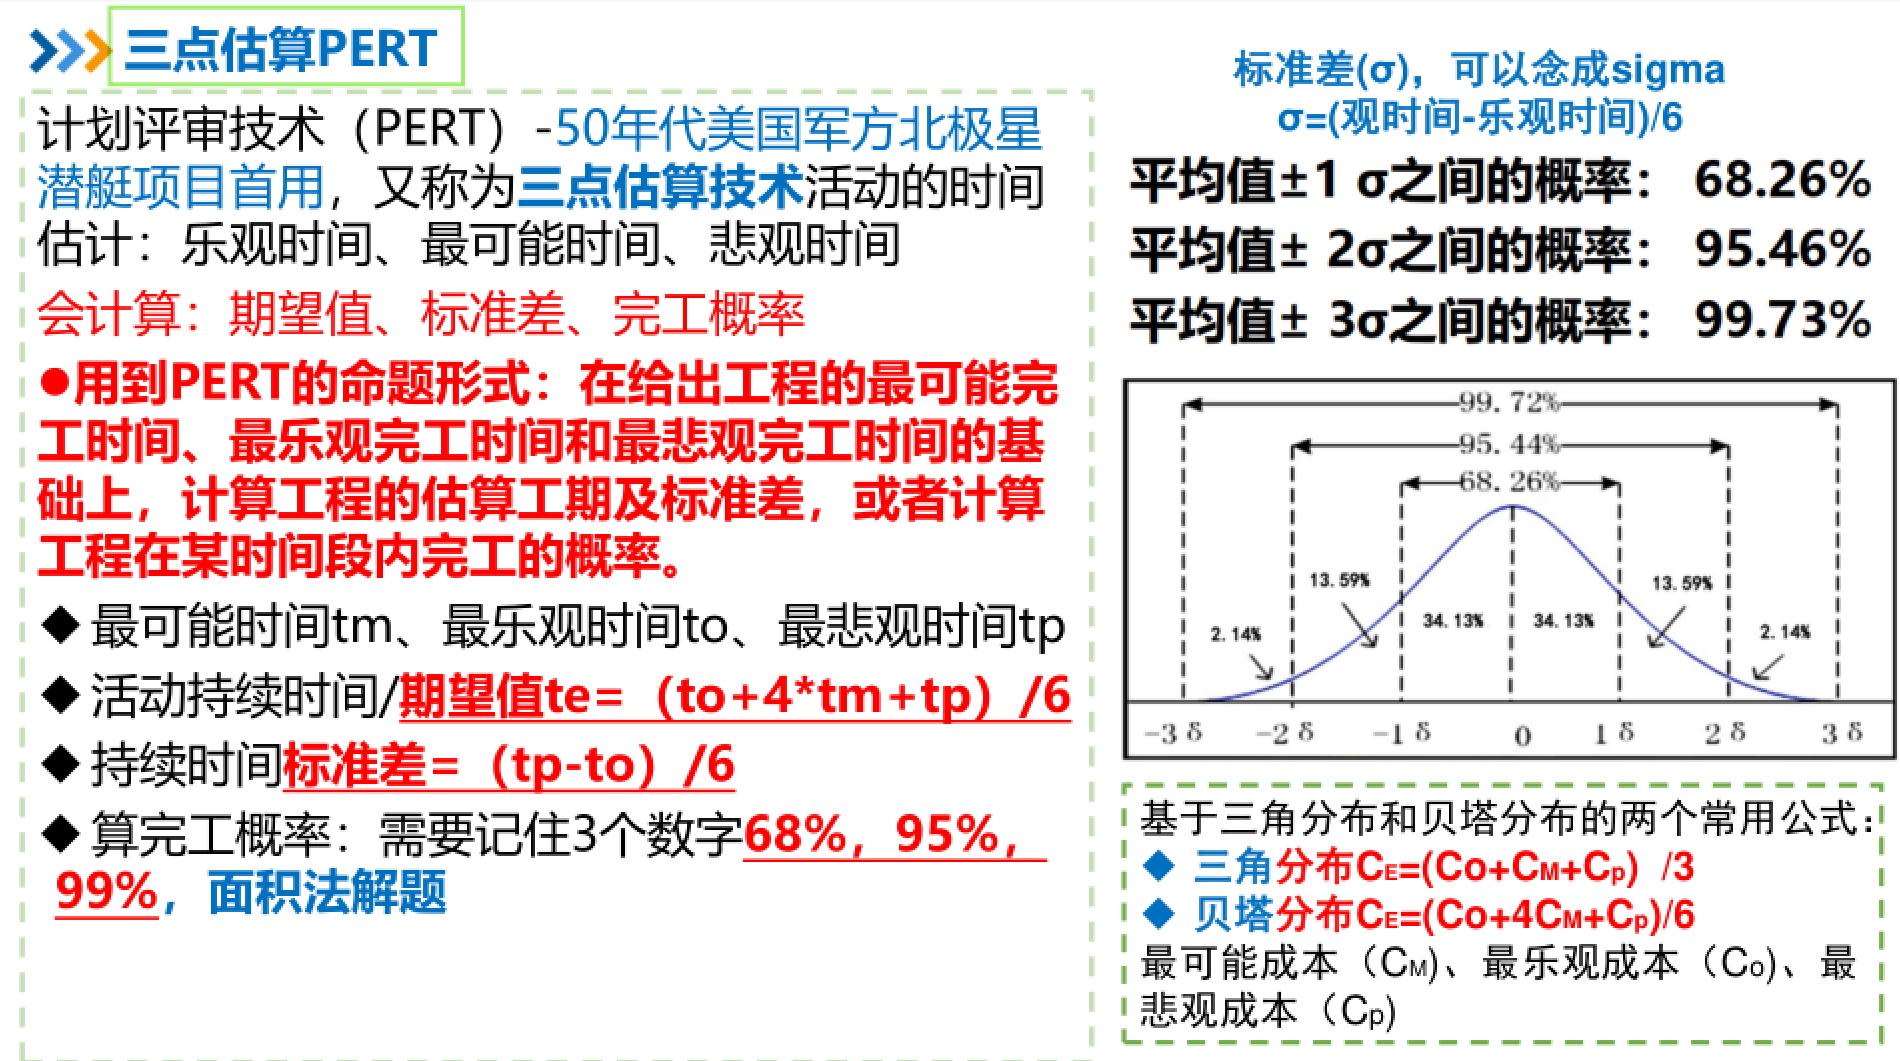 三点估算PERT
计划评审技术（PERT）-50年代美国军方北极星
潜艇项目首用，又称为三点估算技术活动的时间
估计：乐观时间、最可能时间、悲观时间
会计算：期望值、标准差、完工概率
●用到PERT的命题形式：在给出工程的最可能完
工时间、最乐观完工时间和最悲观完工时间的基
础上，计算工程的估算工期及标准差，或者计算
工程在某时间段内完工的概率。
◆ 最可能时间tm、最乐观时间to、最悲观时间tp
◆ 活动持续时间/期望值te=（to+4*tm+tp）/6
◆ 持续时间标准差=（tp-to）/6
◆ 算完工概率：需要记住3个数字68%，95%，
99%，面积法解题
标准差(σ)，可以念成sigma
σ=(观时间-乐观时间)/6
平均值±1 σ之间的概率： 68.26%
平均值± 2σ之间的概率： 95.46%
平均值± 3σ之间的概率： 99.73%
99.72%
95.44%
68.26%
13.59% 13.59%
34.13% 34.13%
2.14% 2.14%
-3 δ -2 δ -1 δ 0 1 δ 2 δ 3 δ
基于三角分布和贝塔分布的两个常用公式：
◆ 三角分布CE=(Co+CM+Cp）/3
◆ 贝塔分布CE=(Co+4CM+Cp)/6
最可能成本（CM)、最乐观成本（Co)、最
悲观成本（Cp)